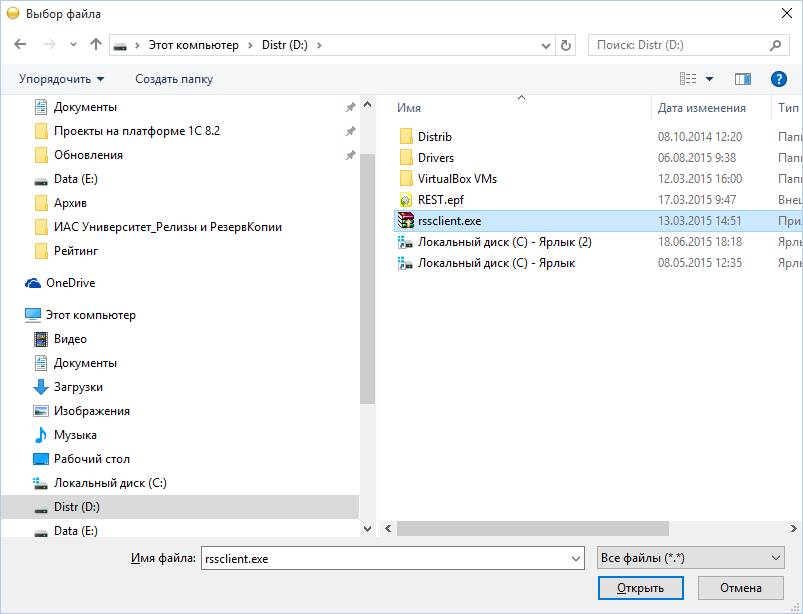 Выбор файла
Этот компьютер > Distr (D:) >
Поиск: Distr (D:)
Упорядочить
Создать папку
?
Документы
Проекты на платформе 1С 8.2
Обновления
Data (E:)
Архив
ИАС Университет_Релизы и РезервКопии
Рейтинг
OneDrive
Этот компьютер
Видео
Документы
Загрузки
Изображения
Музыка
Рабочий стол
Локальный диск (C:)
Distr (D:)
Data (E:)
Имя Дата изменения Тип
Distrib 08.10.2014 12:20 Папк
Drivers 06.08.2015 9:38 Папк
VirtualBox VMs 12.03.2015 16:00 Папк
REST.epf 17.03.2015 9:47 Внеш
rssclient.exe 13.03.2015 14:51 При
Локальный диск (C) - Ярлык (2) 18.06.2015 18:18 Ярлы
Локальный диск (C) - Ярлык 08.05.2015 12:35 Ярлы
Имя файла: rssclient.exe
Все файлы (*.*)
Открыть
Отмена